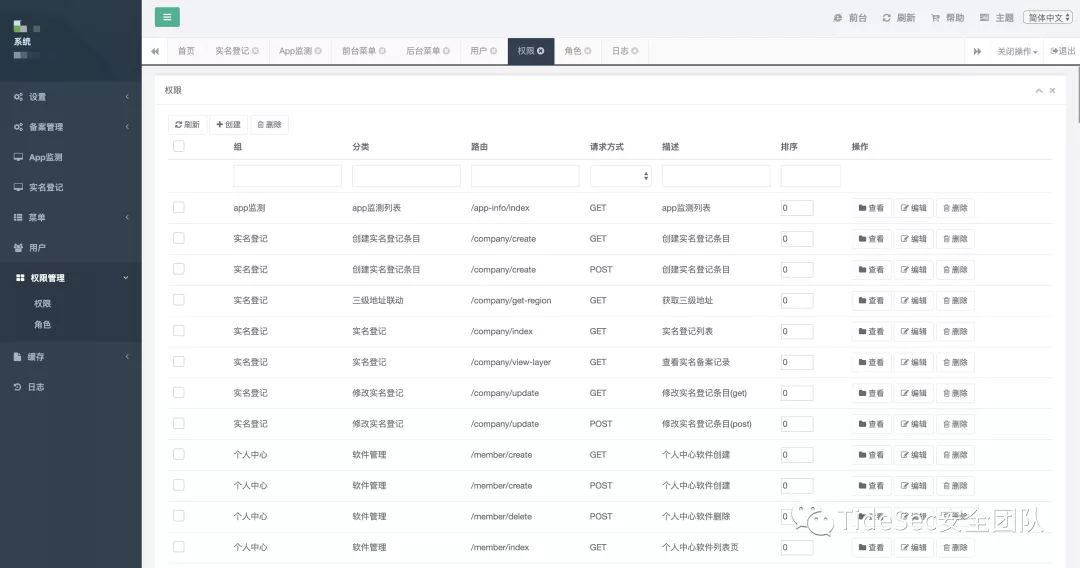 前台 刷新 帮助 主题 简体中文
系统
首页 实名登记 App监测 前台菜单 后台菜单 用户 权限 角色 日志 关闭操作 退出
设置
备案管理
App监测
实名登记
菜单
用户
权限管理
权限
角色
缓存
日志
权限
刷新 创建 删除
组 分类 路由 请求方式 描述 排序 操作
app监测 app监测列表 /app-info/index GET app监测列表 0 查看 编辑 删除
实名登记 创建实名登记条目 /company/create GET 创建实名登记条目 0 查看 编辑 删除
实名登记 创建实名登记条目 /company/create POST 创建实名登记条目 0 查看 编辑 删除
实名登记 三级地址联动 /company/get-region GET 获取三级地址 0 查看 编辑 删除
实名登记 实名登记 /company/index GET 实名登记列表 0 查看 编辑 删除
实名登记 实名登记 /company/view-layer GET 查看实名备案记录 0 查看 编辑 删除
实名登记 修改实名登记 /company/update GET 修改实名登记条目(get) 0 查看 编辑 删除
实名登记 修改实名登记 /company/update POST 修改实名登记条目(post) 0 查看 编辑 删除
个人中心 软件管理 /member/create GET 个人中心软件创建 0 查看 编辑 删除
个人中心 软件管理 /member/create POST 个人中心软件创建 0 查看 编辑 删除
个人中心 软件管理 /member/delete POST 个人中心软件删除 0 查看 编辑 删除
个人中心 软件管理 /member/index GET 个人中心软件列表页 0 查看 编辑 删除
TideSec安全团队